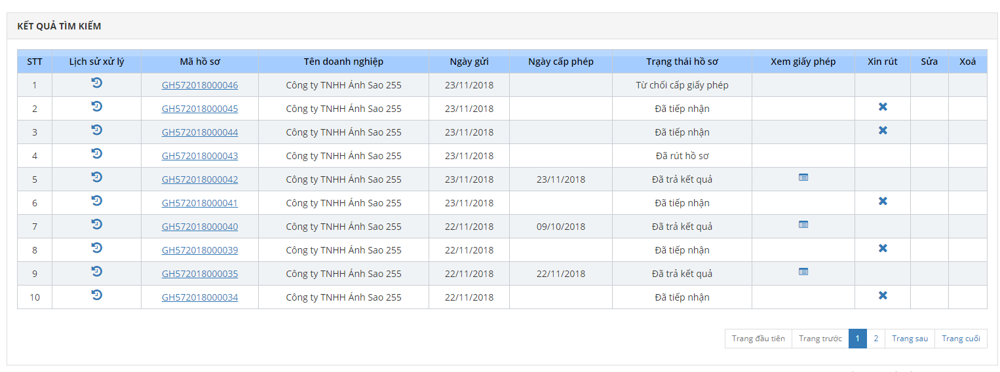 KẾT QUẢ TÌM KIẾM
STT Lịch sử xử lý Mã hồ sơ Tên doanh nghiệp Ngày gửi Ngày cấp phép Trạng thái hồ sơ Xem giấy phép Xin rút Sửa Xoá
1 GH572018000046 Công ty TNHH Ánh Sao 255 23/11/2018 Từ chối cấp giấy phép
2 GH572018000045 Công ty TNHH Ánh Sao 255 23/11/2018 Đã tiếp nhận
3 GH572018000044 Công ty TNHH Ánh Sao 255 23/11/2018 Đã tiếp nhận
4 GH572018000043 Công ty TNHH Ánh Sao 255 23/11/2018 Đã rút hồ sơ
5 GH572018000042 Công ty TNHH Ánh Sao 255 23/11/2018 23/11/2018 Đã trả kết quả
6 GH572018000041 Công ty TNHH Ánh Sao 255 23/11/2018 Đã tiếp nhận
7 GH572018000040 Công ty TNHH Ánh Sao 255 22/11/2018 09/10/2018 Đã trả kết quả
8 GH572018000039 Công ty TNHH Ánh Sao 255 22/11/2018 Đã tiếp nhận
9 GH572018000035 Công ty TNHH Ánh Sao 255 22/11/2018 22/11/2018 Đã trả kết quả
10 GH572018000034 Công ty TNHH Ánh Sao 255 22/11/2018 Đã tiếp nhận
Trang đầu tiên Trang trước 1 2 Trang sau Trang cuối